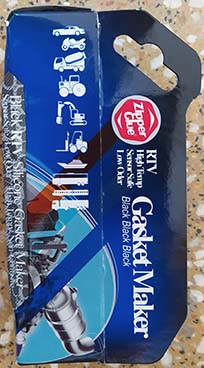 Zipper
Glue
RTV
High Temp
Sensor Safe
Low Odor
Gasket Maker
Black Black Black
Black RTV Silicone Gasket Maker